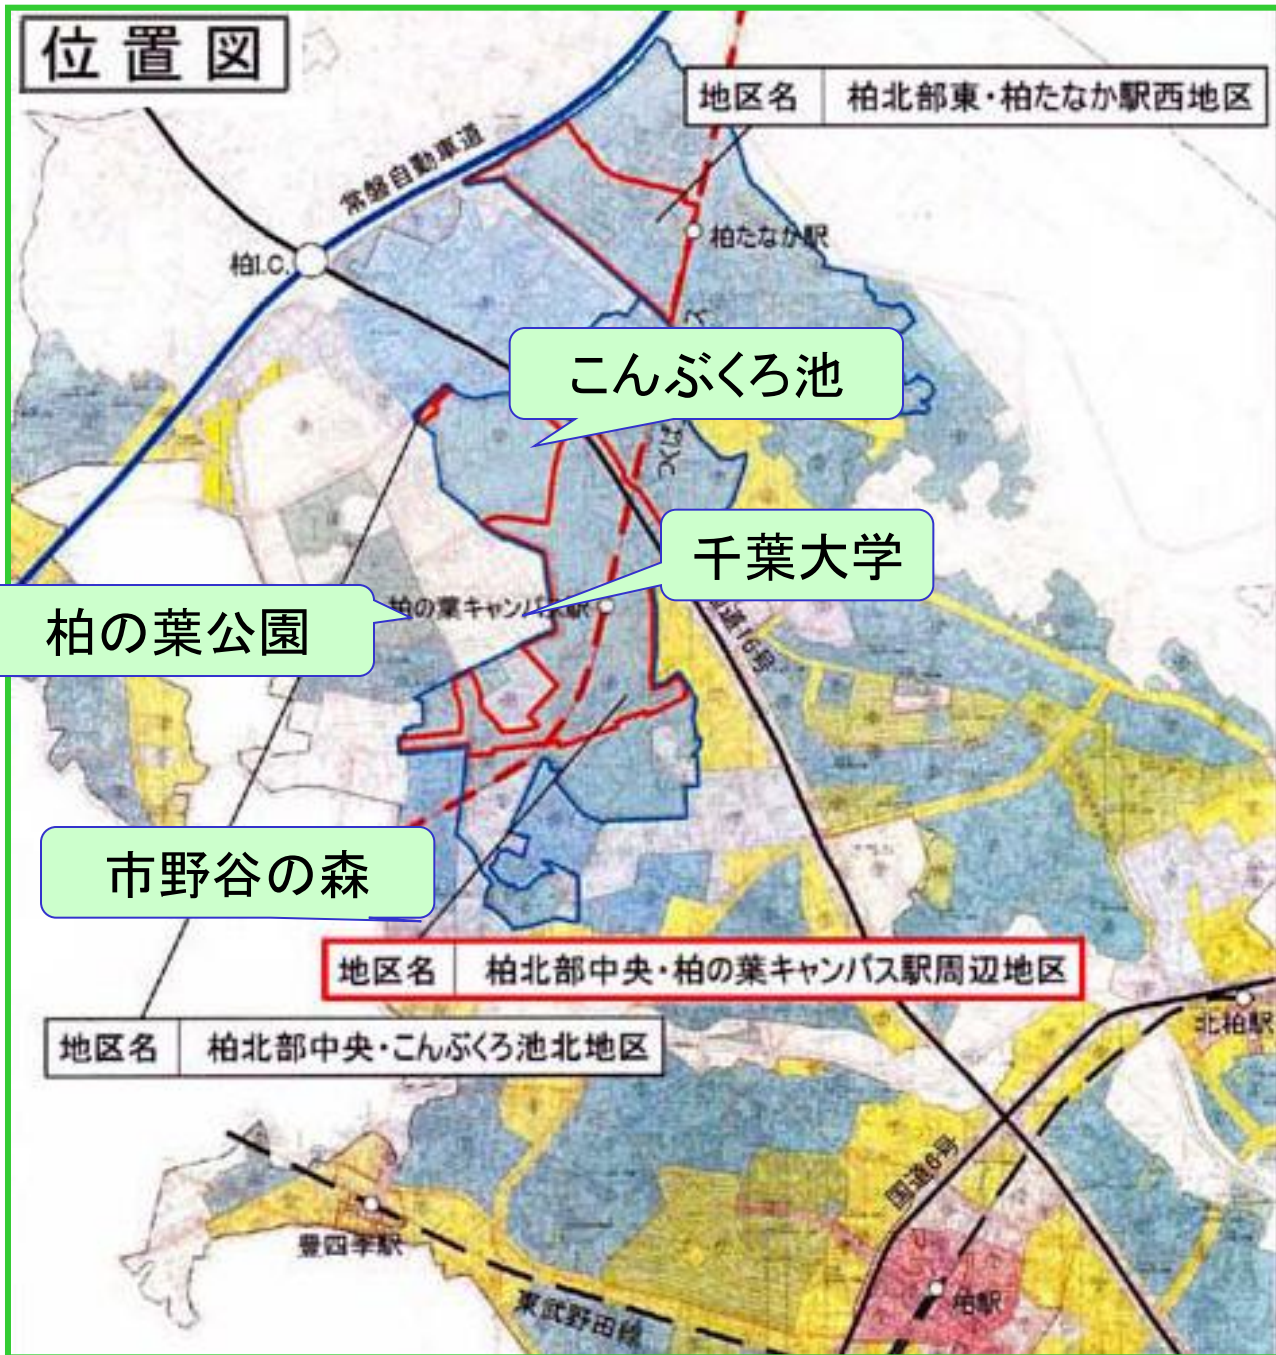 位置図
地区名 柏北部東・柏たなか駅西地区
常磐自動車道
柏たなか駅
柏I.C.
こんぶくろ池
千葉大学
柏の葉キャンパス駅
柏の葉公園
国道16号
市野谷の森
地区名 柏北部中央・柏の葉キャンパス駅周辺地区
北柏駅
地区名 柏北部中央・こんぶくろ池北地区
国道6号
豊四季駅
柏駅
東武野田線